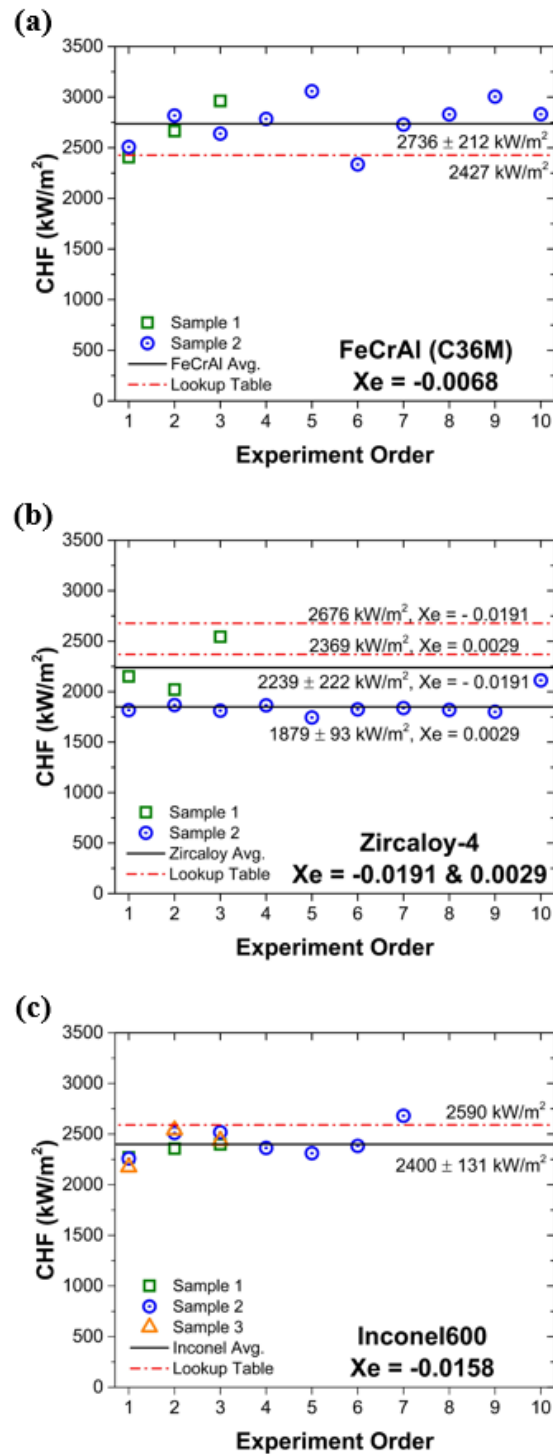 (a)
3500
3000
2500
2000
1500
1000
500
0
CHF (kW/m²)
2736 ± 212 kW/m²
2427 kW/m²
Sample 1
Sample 2
FeCrAl Avg.
Lookup Table
FeCrAl (C36M)
Xe = -0.0068
1 2 3 4 5 6 7 8 9 10
Experiment Order
(b)
3500
3000
2500
2000
1500
1000
500
0
CHF (kW/m²)
2676 kW/m², Xe = - 0.0191
2369 kW/m², Xe = 0.0029
2239 ± 222 kW/m², Xe = - 0.0191
1879 ± 93 kW/m², Xe = 0.0029
Sample 1
Sample 2
Zircaloy Avg.
Lookup Table
Zircaloy-4
Xe = -0.0191 & 0.0029
1 2 3 4 5 6 7 8 9 10
Experiment Order
(c)
3500
3000
2500
2000
1500
1000
500
0
CHF (kW/m²)
2590 kW/m²
2400 ± 131 kW/m²
Sample 1
Sample 2
Sample 3
Inconel Avg.
Lookup Table
Inconel600
Xe = -0.0158
1 2 3 4 5 6 7 8 9 10
Experiment Order